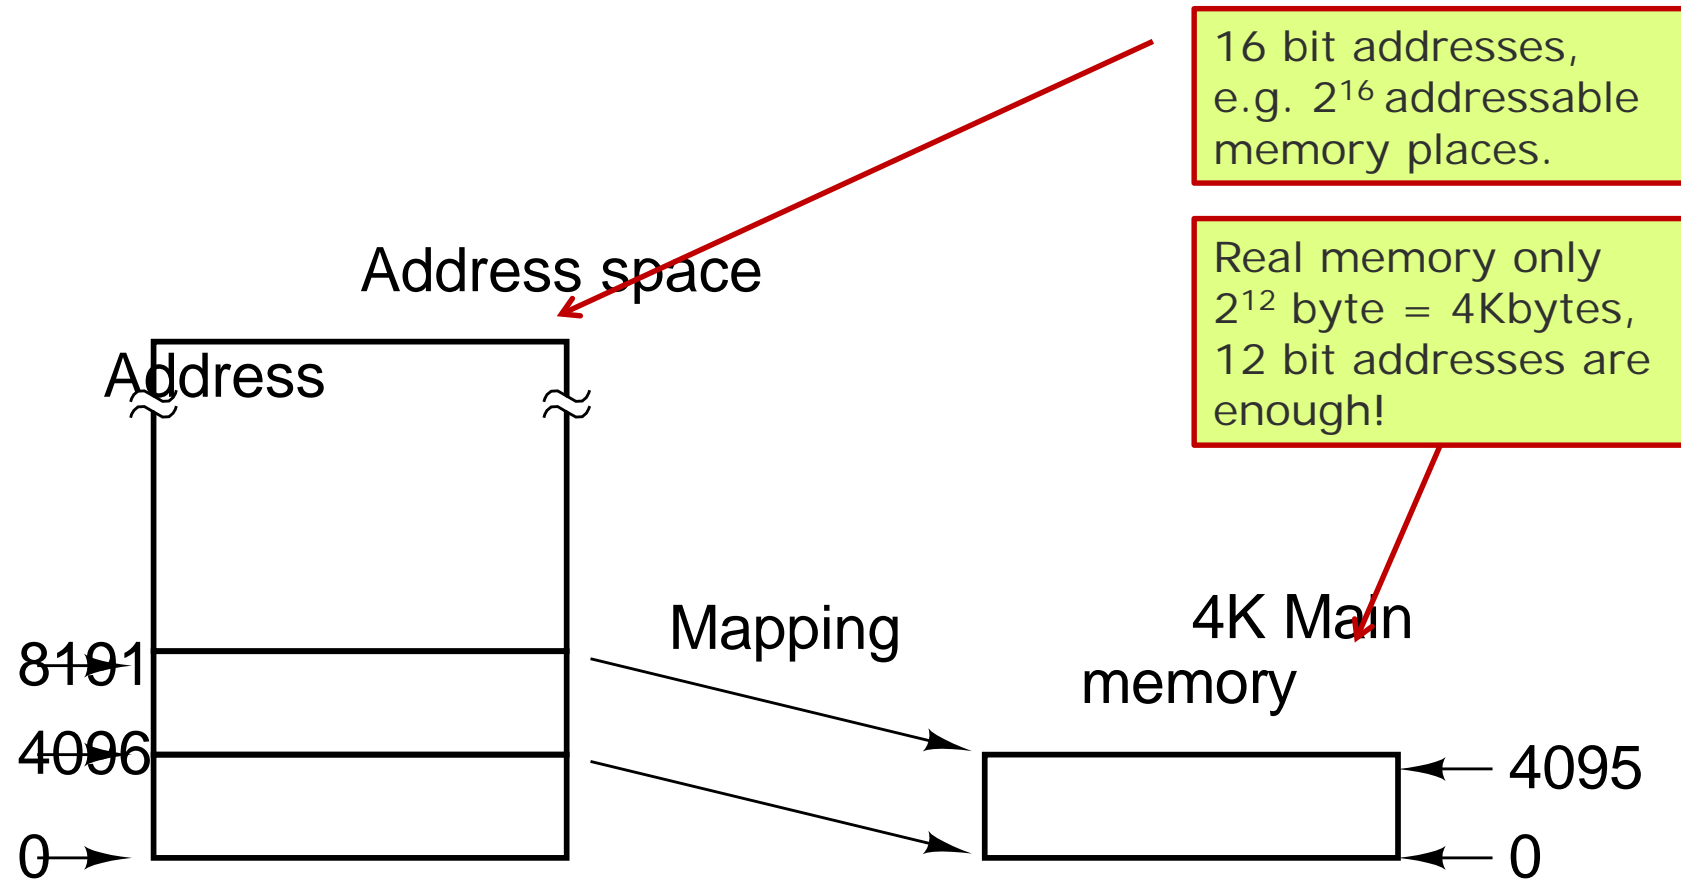 16 bit addresses,
e.g. 2¹⁶ addressable
memory places.
Real memory only
2¹² byte = 4Kbytes,
12 bit addresses are
enough!
Address space
Address
Mapping
4K Main
memory
8191
4096
0
4095
0